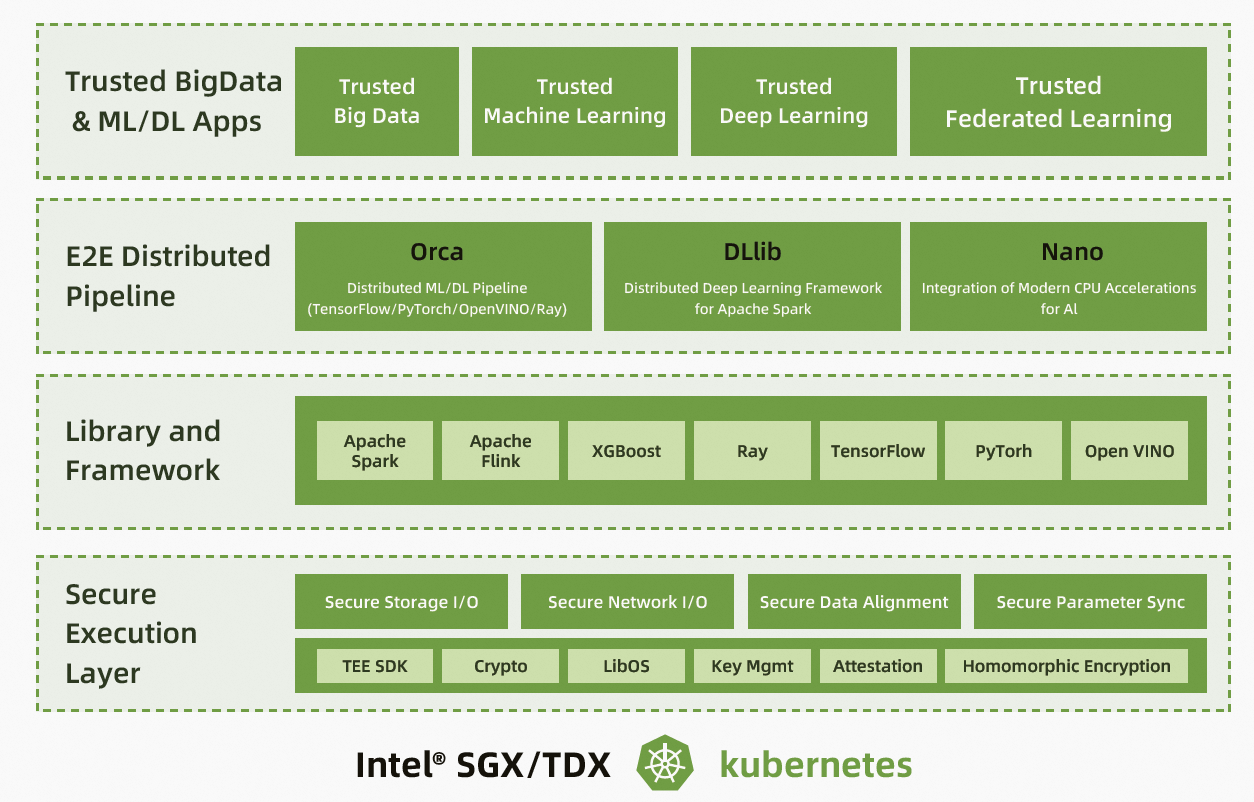 Trusted BigData
& ML/DL Apps
Trusted
Big Data
Trusted
Machine Learning
Trusted
Deep Learning
Trusted
Federated Learning
E2E Distributed
Pipeline
Orca
Distributed ML/DL Pipeline
(TensorFlow/PyTorch/OpenVINO/Ray)
DLlib
Distributed Deep Learning Framework
for Apache Spark
Nano
Integration of Modern CPU Accelerations
for Al
Library and
Framework
Apache
Spark
Apache
Flink
XGBoost
Ray
TensorFlow
PyTorh
Open VINO
Secure
Execution
Layer
Secure Storage I/O
Secure Network I/O
Secure Data Alignment
Secure Parameter Sync
TEE SDK
Crypto
LibOS
Key Mgmt
Attestation
Homomorphic Encryption
Intel® SGX/TDX
kubernetes